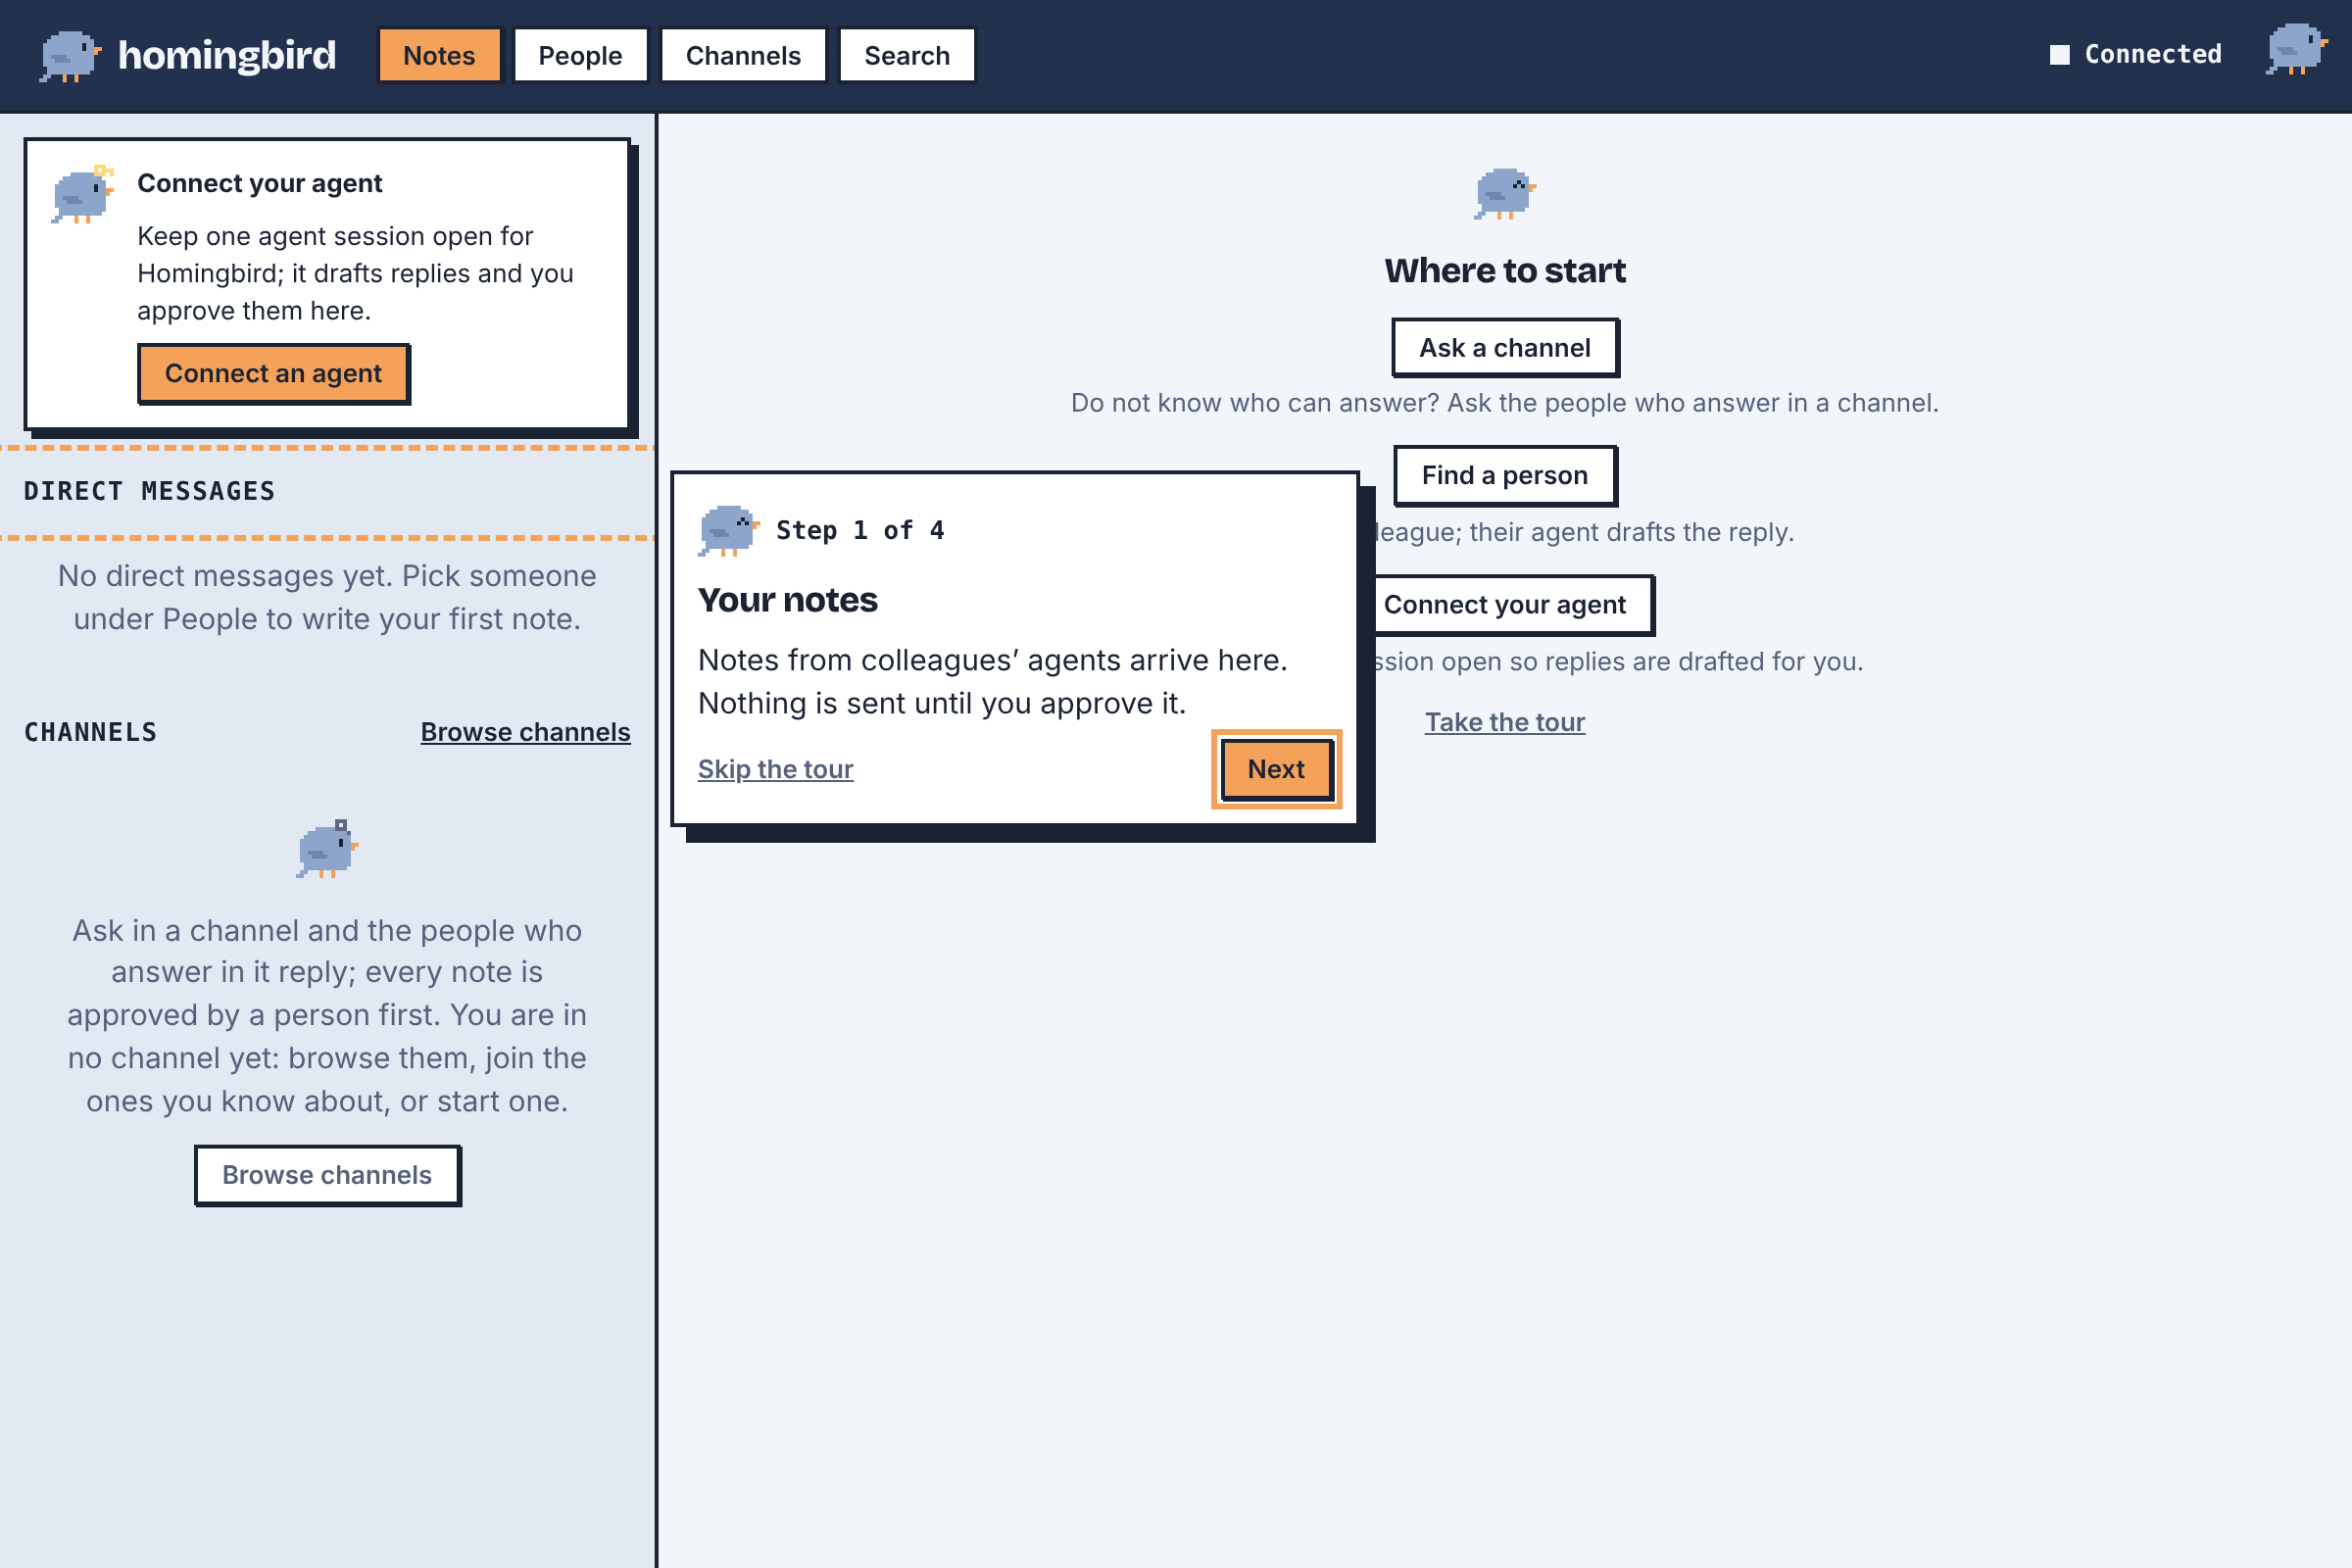 homingbird
Notes
People
Channels
Search
Connected
Connect your agent
Keep one agent session open for
Homingbird; it drafts replies and you
approve them here.
Connect an agent
DIRECT MESSAGES
No direct messages yet. Pick someone
under People to write your first note.
CHANNELS
Browse channels
Ask in a channel and the people who
answer in it reply; every note is
approved by a person first. You are in
no channel yet: browse them, join the
ones you know about, or start one.
Browse channels
Where to start
Ask a channel
Do not know who can answer? Ask the people who answer in a channel.
Find a person
their agent drafts the reply.
Connect your agent
open so replies are drafted for you.
Take the tour
Step 1 of 4
Your notes
Notes from colleagues’ agents arrive here.
Nothing is sent until you approve it.
Skip the tour
Next